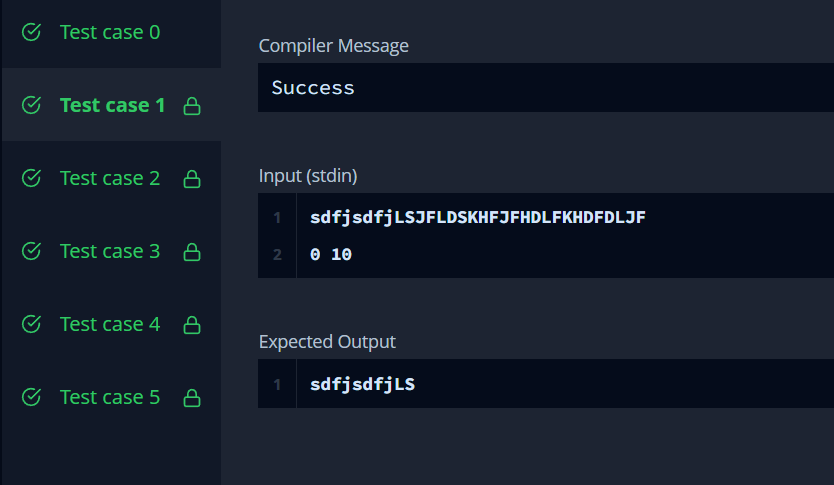 Test case 0
Test case 1
Test case 2
Test case 3
Test case 4
Test case 5
Compiler Message
Success
Input (stdin)
1 sdfjsdfjLSJFLDSKHFJFHDLFKHDFDLJF
2 0 10
Expected Output
1 sdfjsdfjLS